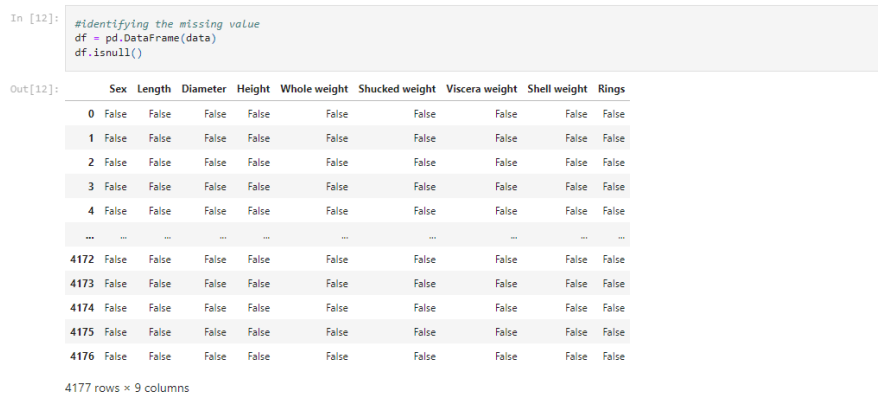 In [12]:
#identifying the missing value
df = pd.DataFrame(data)
df.isnull()
Out[12]:
Sex Length Diameter Height Whole weight Shucked weight Viscera weight Shell weight Rings
0 False False False False False False False False False
1 False False False False False False False False False
2 False False False False False False False False False
3 False False False False False False False False False
4 False False False False False False False False False
... ... ... ... ... ... ... ... ... ...
4172 False False False False False False False False False
4173 False False False False False False False False False
4174 False False False False False False False False False
4175 False False False False False False False False False
4176 False False False False False False False False False
4177 rows × 9 columns